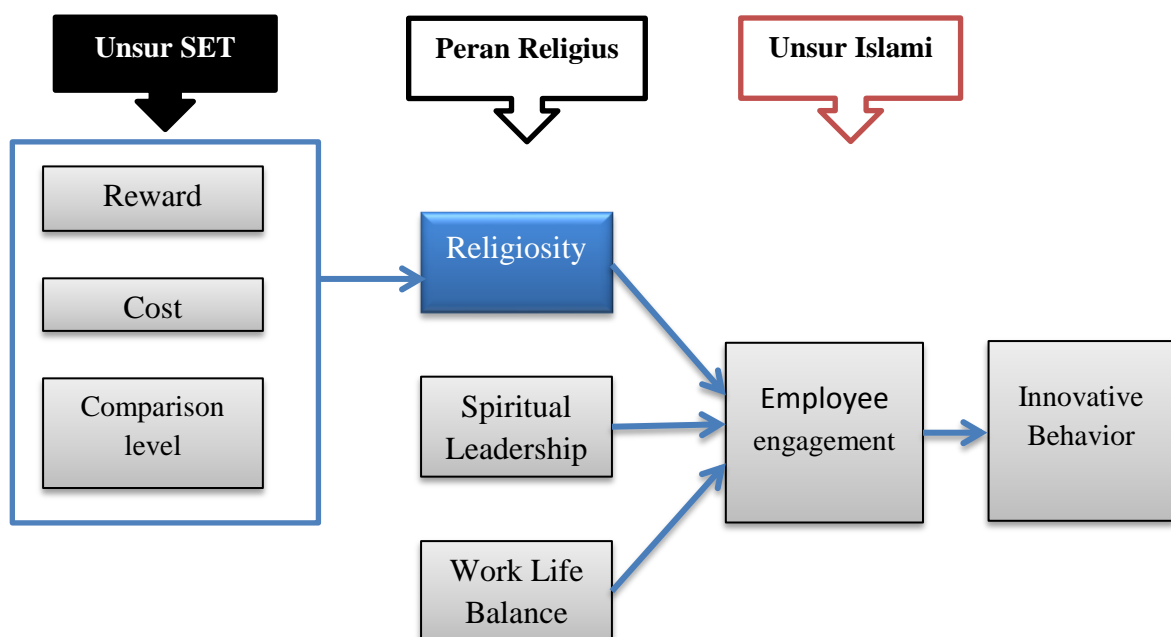 Unsur SET
Peran Religius
Unsur Islami
Reward
Cost
Comparison
level
Religiosity
Spiritual
Leadership
Work Life
Balance
Employee
engagement
Innovative
Behavior